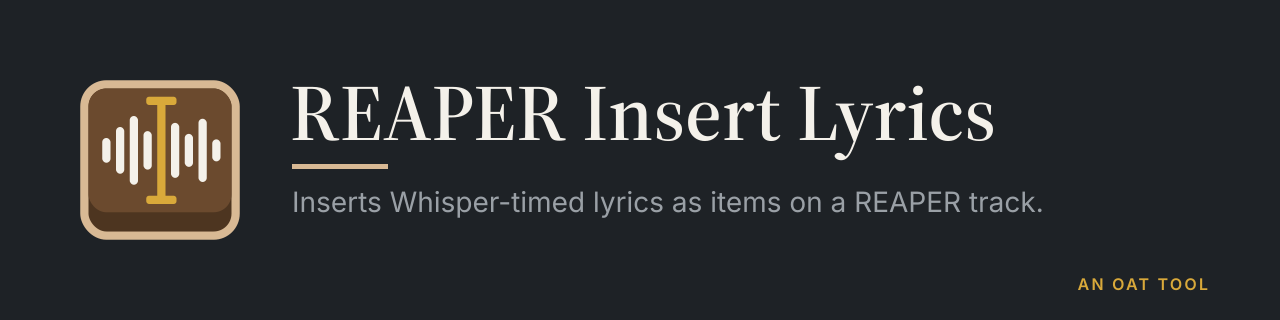 REAPER Insert Lyrics
Inserts Whisper-timed lyrics as items on a REAPER track.
AN OAT TOOL